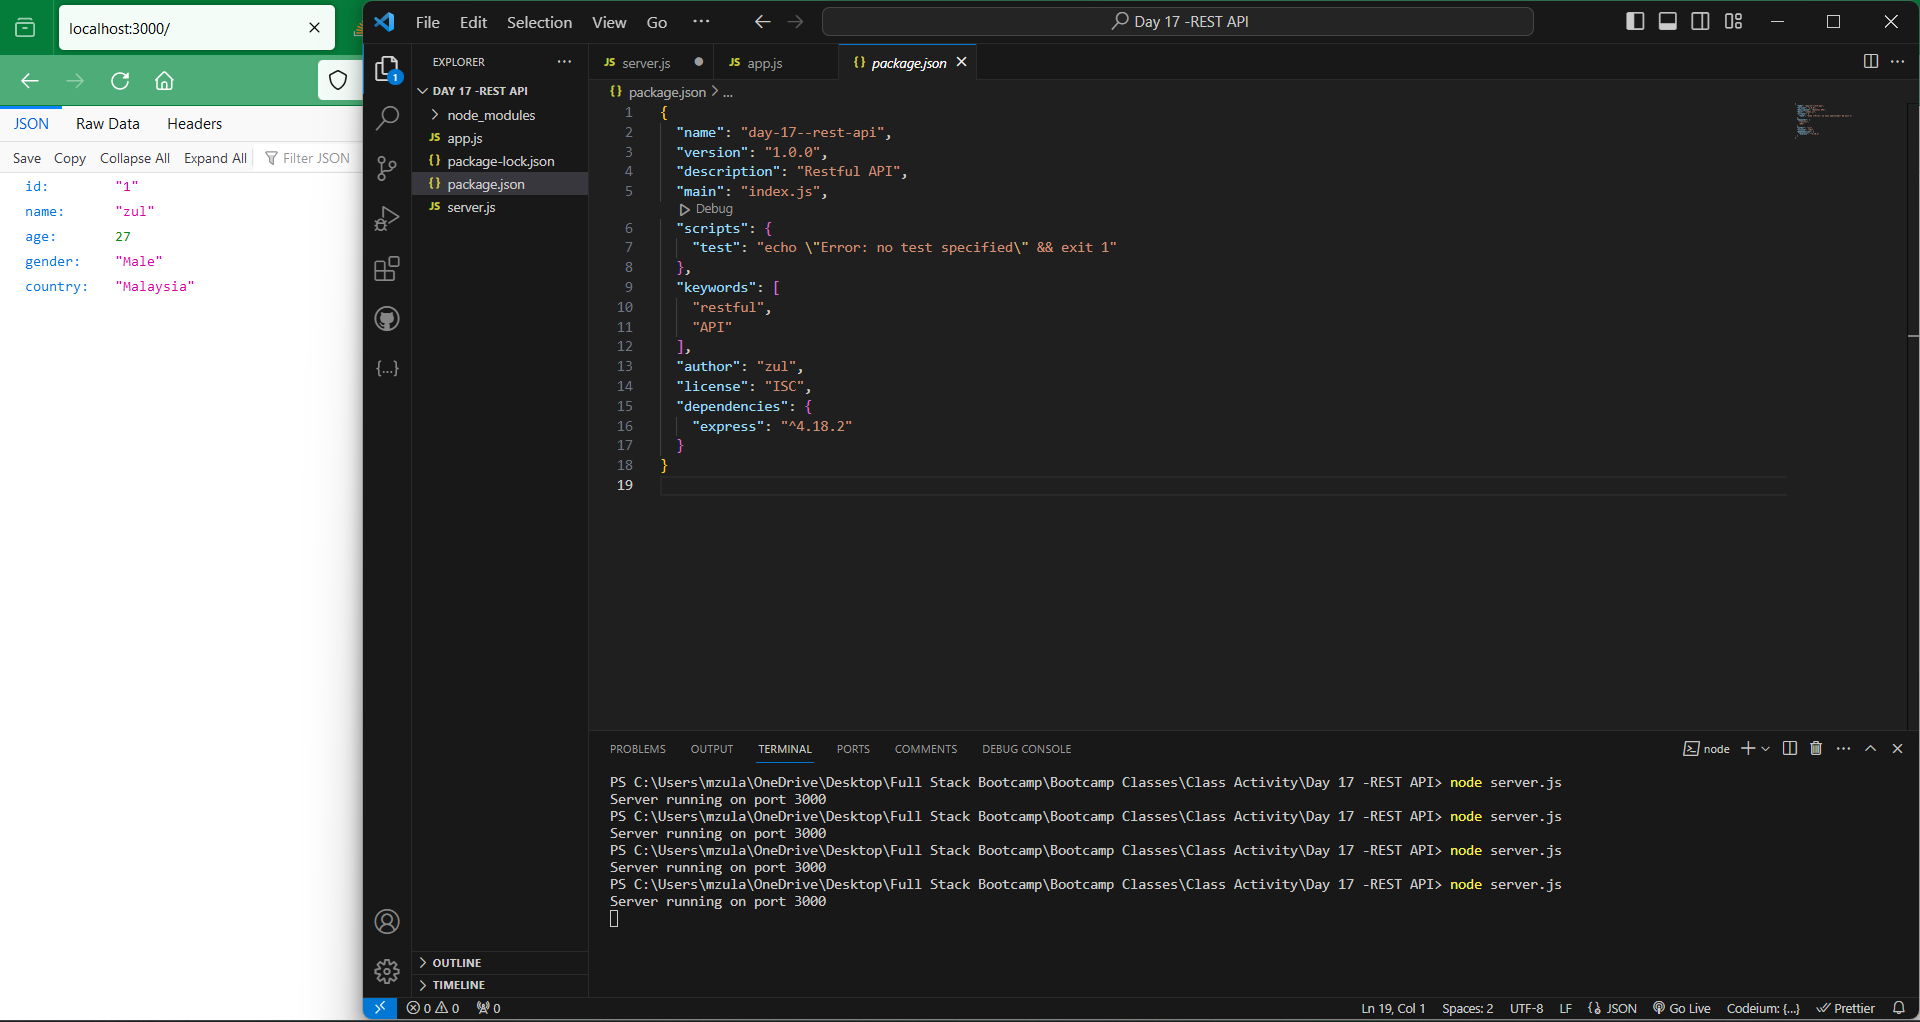 localhost:3000/
JSON Raw Data Headers
Save Copy Collapse All Expand All Filter JSON
id: "1"
name: "zul"
age: 27
gender: "Male"
country: "Malaysia"
File Edit Selection View Go ··· Day 17 -REST API
EXPLORER ···
DAY 17 -REST API
node_modules
JS app.js
{} package-lock.json
{} package.json
JS server.js
OUTLINE
TIMELINE
1
{...}
JS server.js JS app.js {} package.json
{} package.json > ...
1 {
2 "name": "day-17--rest-api",
3 "version": "1.0.0",
4 "description": "Restful API",
5 "main": "index.js",
Debug
6 "scripts": {
7 "test": "echo \"Error: no test specified\" && exit 1"
8 },
9 "keywords": [
10 "restful",
11 "API"
12 ],
13 "author": "zul",
14 "license": "ISC",
15 "dependencies": {
16 "express": "^4.18.2"
17 }
18 }
19
PROBLEMS OUTPUT TERMINAL PORTS COMMENTS DEBUG CONSOLE node
PS C:\Users\mzula\OneDrive\Desktop\Full Stack Bootcamp\Bootcamp Classes\Class Activity\Day 17 -REST API> node server.js
Server running on port 3000
PS C:\Users\mzula\OneDrive\Desktop\Full Stack Bootcamp\Bootcamp Classes\Class Activity\Day 17 -REST API> node server.js
Server running on port 3000
PS C:\Users\mzula\OneDrive\Desktop\Full Stack Bootcamp\Bootcamp Classes\Class Activity\Day 17 -REST API> node server.js
Server running on port 3000
PS C:\Users\mzula\OneDrive\Desktop\Full Stack Bootcamp\Bootcamp Classes\Class Activity\Day 17 -REST API> node server.js
Server running on port 3000
0 0 0 Ln 19, Col 1 Spaces: 2 UTF-8 LF {} JSON Go Live Codeium: {...} Prettier